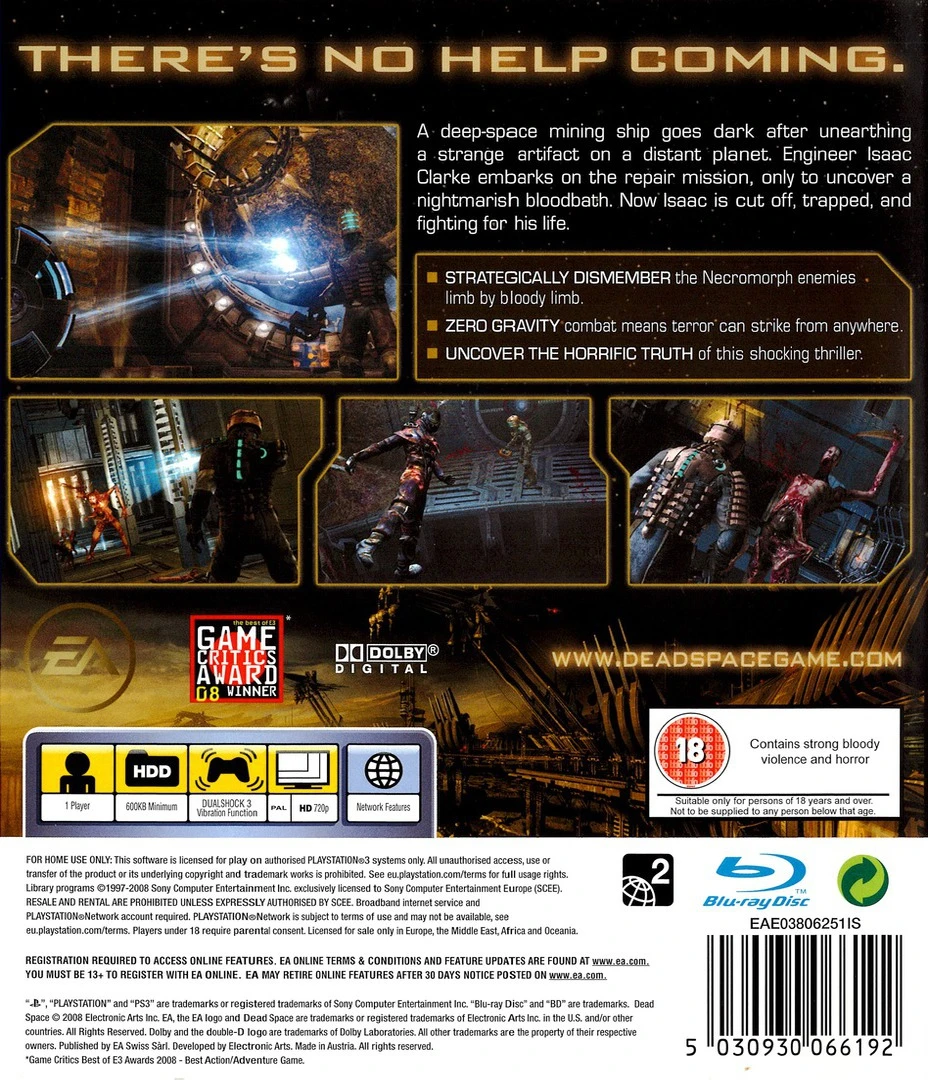 THERE'S NO HELP COMING.
A deep-space mining ship goes dark after unearthing
a strange artifact on a distant planet. Engineer Isaac
Clarke embarks on the repair mission, only to uncover a
nightmarish bloodbath. Now Isaac is cut off, trapped, and
fighting for his life.
■ STRATEGICALLY DISMEMBER the Necromorph enemies
limb by bloody limb.
■ ZERO GRAVITY combat means terror can strike from anywhere.
■ UNCOVER THE HORRIFIC TRUTH of this shocking thriller.
EA
the best of E3
GAME
CRITICS
AWARD
08 WINNER
*
DOLBY®
DIGITAL
WWW.DEADSPACEGAME.COM
18
Contains strong bloody
violence and horror
Suitable only for persons of 18 years and over.
Not to be supplied to any person below that age.
HDD
1 Player
600KB Minimum
DUALSHOCK 3
Vibration Function
PAL
HD 720p
Network Features
FOR HOME USE ONLY: This software is licensed for play on authorised PLAYSTATION®3 systems only. All unauthorised access, use or
transfer of the product or its underlying copyright and trademark works is prohibited. See eu.playstation.com/terms for full usage rights.
Library programs ©1997-2008 Sony Computer Entertainment Inc. exclusively licensed to Sony Computer Entertainment Europe (SCEE).
RESALE AND RENTAL ARE PROHIBITED UNLESS EXPRESSLY AUTHORISED BY SCEE. Broadband internet service and
PLAYSTATION®Network account required. PLAYSTATION®Network is subject to terms of use and may not be available, see
eu.playstation.com/terms. Players under 18 require parental consent. Licensed for sale only in Europe, the Middle East, Africa and Oceania.
2
Blu-ray Disc™
EAE03806251IS
REGISTRATION REQUIRED TO ACCESS ONLINE FEATURES. EA ONLINE TERMS & CONDITIONS AND FEATURE UPDATES ARE FOUND AT www.ea.com.
YOU MUST BE 13+ TO REGISTER WITH EA ONLINE. EA MAY RETIRE ONLINE FEATURES AFTER 30 DAYS NOTICE POSTED ON www.ea.com.
"PS", "PLAYSTATION" and "PS3" are trademarks or registered trademarks of Sony Computer Entertainment Inc. "Blu-ray Disc" and "BD" are trademarks. Dead
Space © 2008 Electronic Arts Inc. EA, the EA logo and Dead Space are trademarks or registered trademarks of Electronic Arts Inc. in the U.S. and/or other
countries. All Rights Reserved. Dolby and the double-D logo are trademarks of Dolby Laboratories. All other trademarks are the property of their respective
owners. Published by EA Swiss Sàrl. Developed by Electronic Arts. Made in Austria. All rights reserved.
*Game Critics Best of E3 Awards 2008 - Best Action/Adventure Game.
5 030930 066192